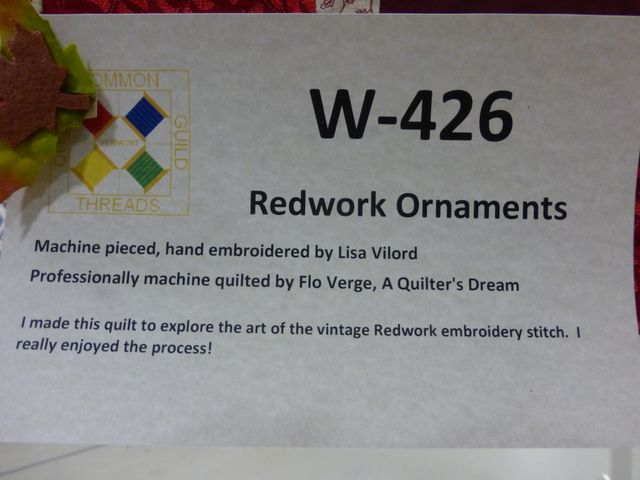 W-426
OMMON
GUILD
VERMONT
THREADS
Redwork Ornaments
Machine pieced, hand embroidered by Lisa Vilord
Professionally machine quilted by Flo Verge, A Quilter's Dream
I made this quilt to explore the art of the vintage Redwork embroidery stitch. I
really enjoyed the process!